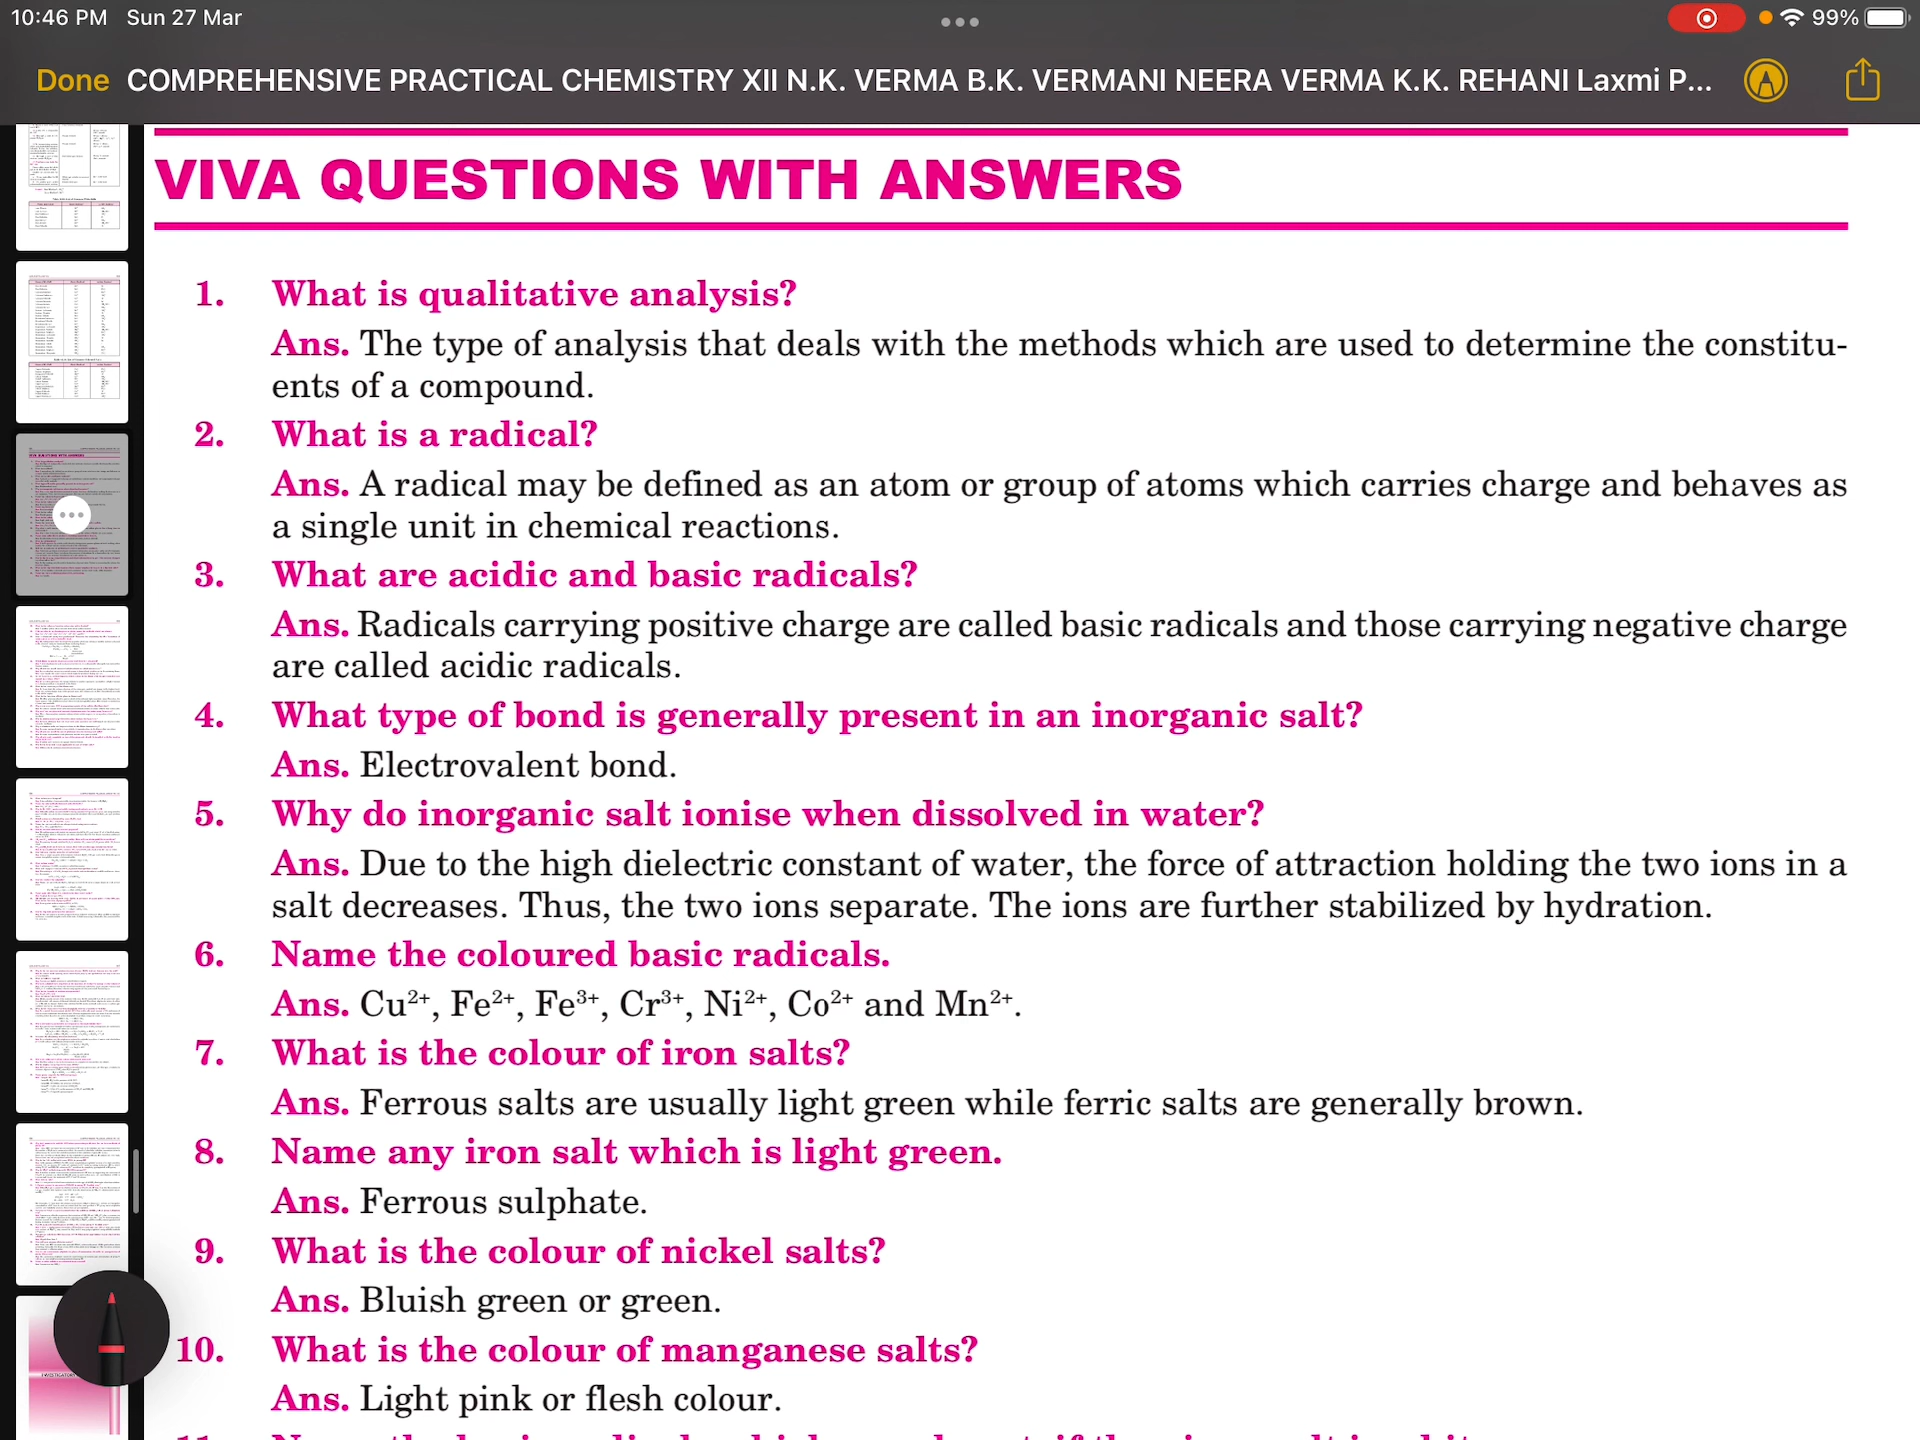 10:46 PM Sun 27 Mar
99%
Done COMPREHENSIVE PRACTICAL CHEMISTRY XII N.K. VERMA B.K. VERMANI NEERA VERMA K.K. REHANI Laxmi P...
VIVA QUESTIONS WITH ANSWERS
1. What is qualitative analysis?
Ans. The type of analysis that deals with the methods which are used to determine the constitu-
ents of a compound.
2. What is a radical?
Ans. A radical may be defined as an atom or group of atoms which carries charge and behaves as
a single unit in chemical reactions.
3. What are acidic and basic radicals?
Ans. Radicals carrying positive charge are called basic radicals and those carrying negative charge
are called acidic radicals.
4. What type of bond is generally present in an inorganic salt?
Ans. Electrovalent bond.
5. Why do inorganic salt ionise when dissolved in water?
Ans. Due to the high dielectric constant of water, the force of attraction holding the two ions in a
salt decreases. Thus, the two ions separate. The ions are further stabilized by hydration.
6. Name the coloured basic radicals.
Ans. Cu²⁺, Fe²⁺, Fe³⁺, Cr³⁺, Ni²⁺, Co²⁺ and Mn²⁺.
7. What is the colour of iron salts?
Ans. Ferrous salts are usually light green while ferric salts are generally brown.
8. Name any iron salt which is light green.
Ans. Ferrous sulphate.
9. What is the colour of nickel salts?
Ans. Bluish green or green.
10. What is the colour of manganese salts?
Ans. Light pink or flesh colour.